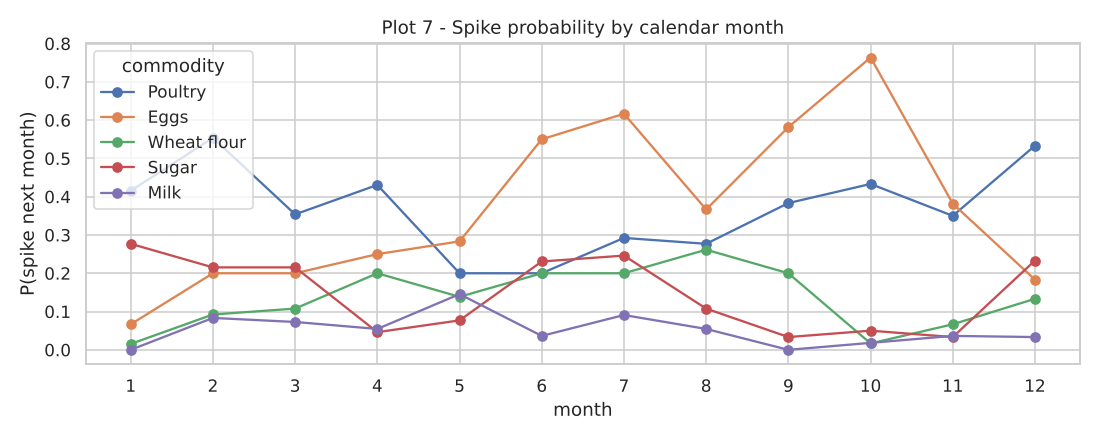 Plot 7 - Spike probability by calendar month
P(spike next month)
0.8
0.7
0.6
0.5
0.4
0.3
0.2
0.1
0.0
commodity
Poultry
Eggs
Wheat flour
Sugar
Milk
1 2 3 4 5 6 7 8 9 10 11 12
month